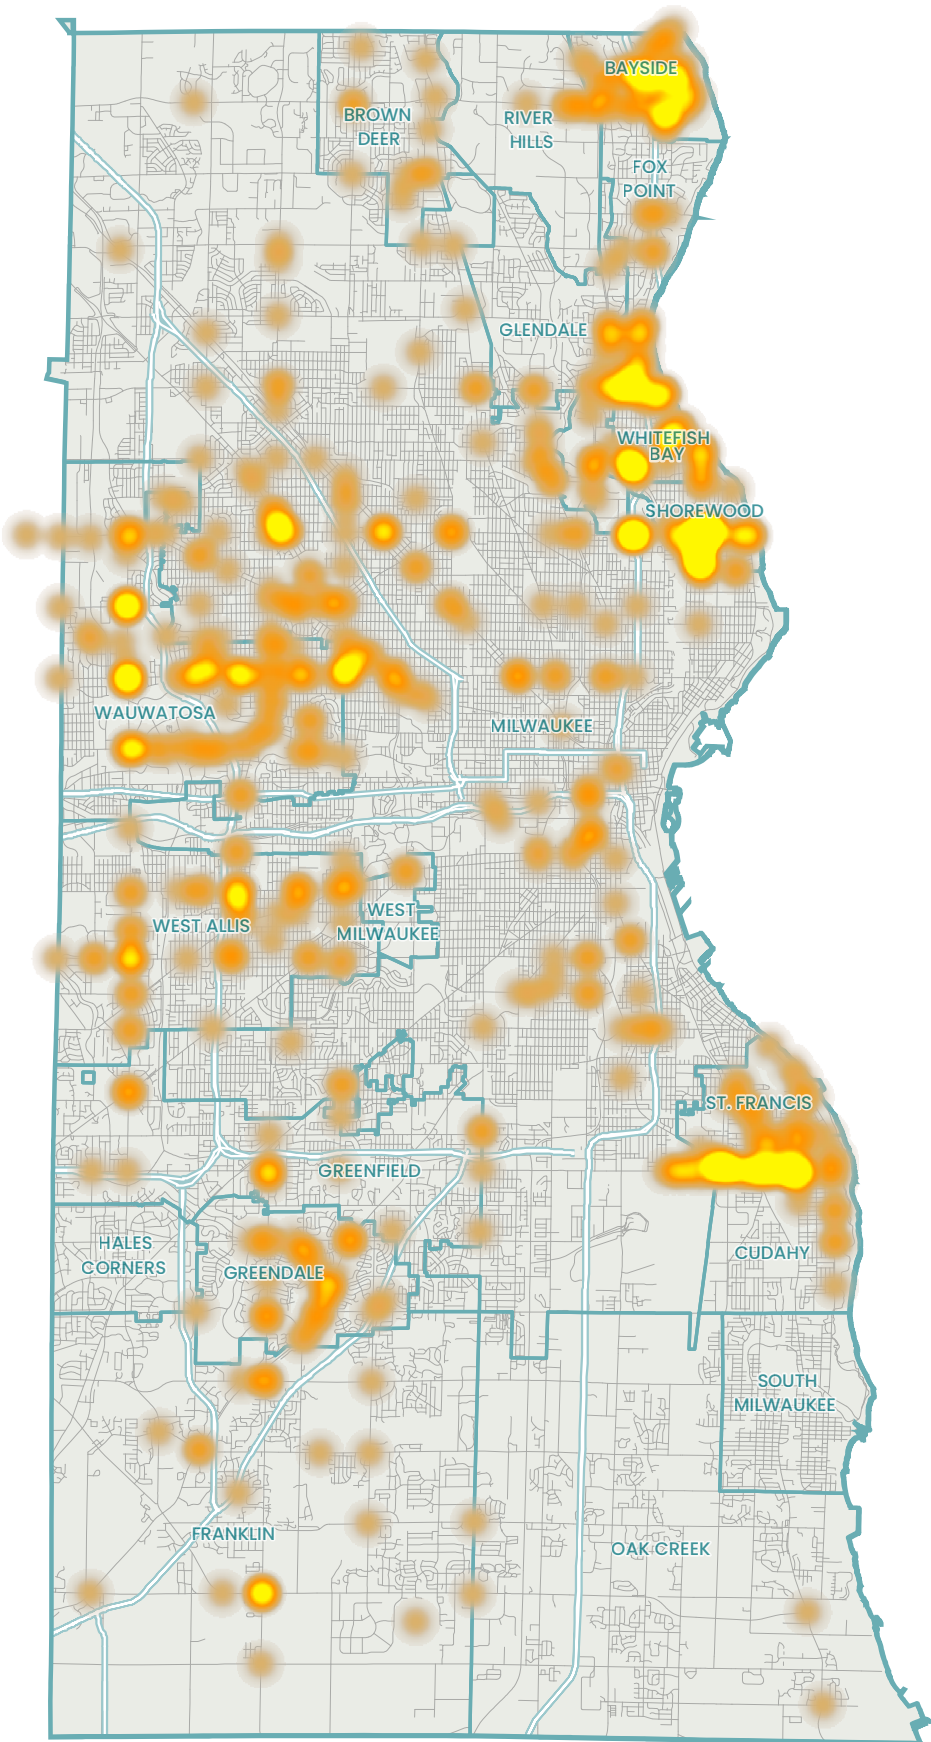 BAYSIDE
BROWN
DEER
RIVER
HILLS
FOX
POINT
GLENDALE
WHITEFISH
BAY
SHOREWOOD
WAUWATOSA
MILWAUKEE
WEST ALLIS
WEST
MILWAUKEE
ST. FRANCIS
GREENFIELD
HALES
CORNERS
GREENDALE
CUDAHY
SOUTH
MILWAUKEE
FRANKLIN
OAK CREEK